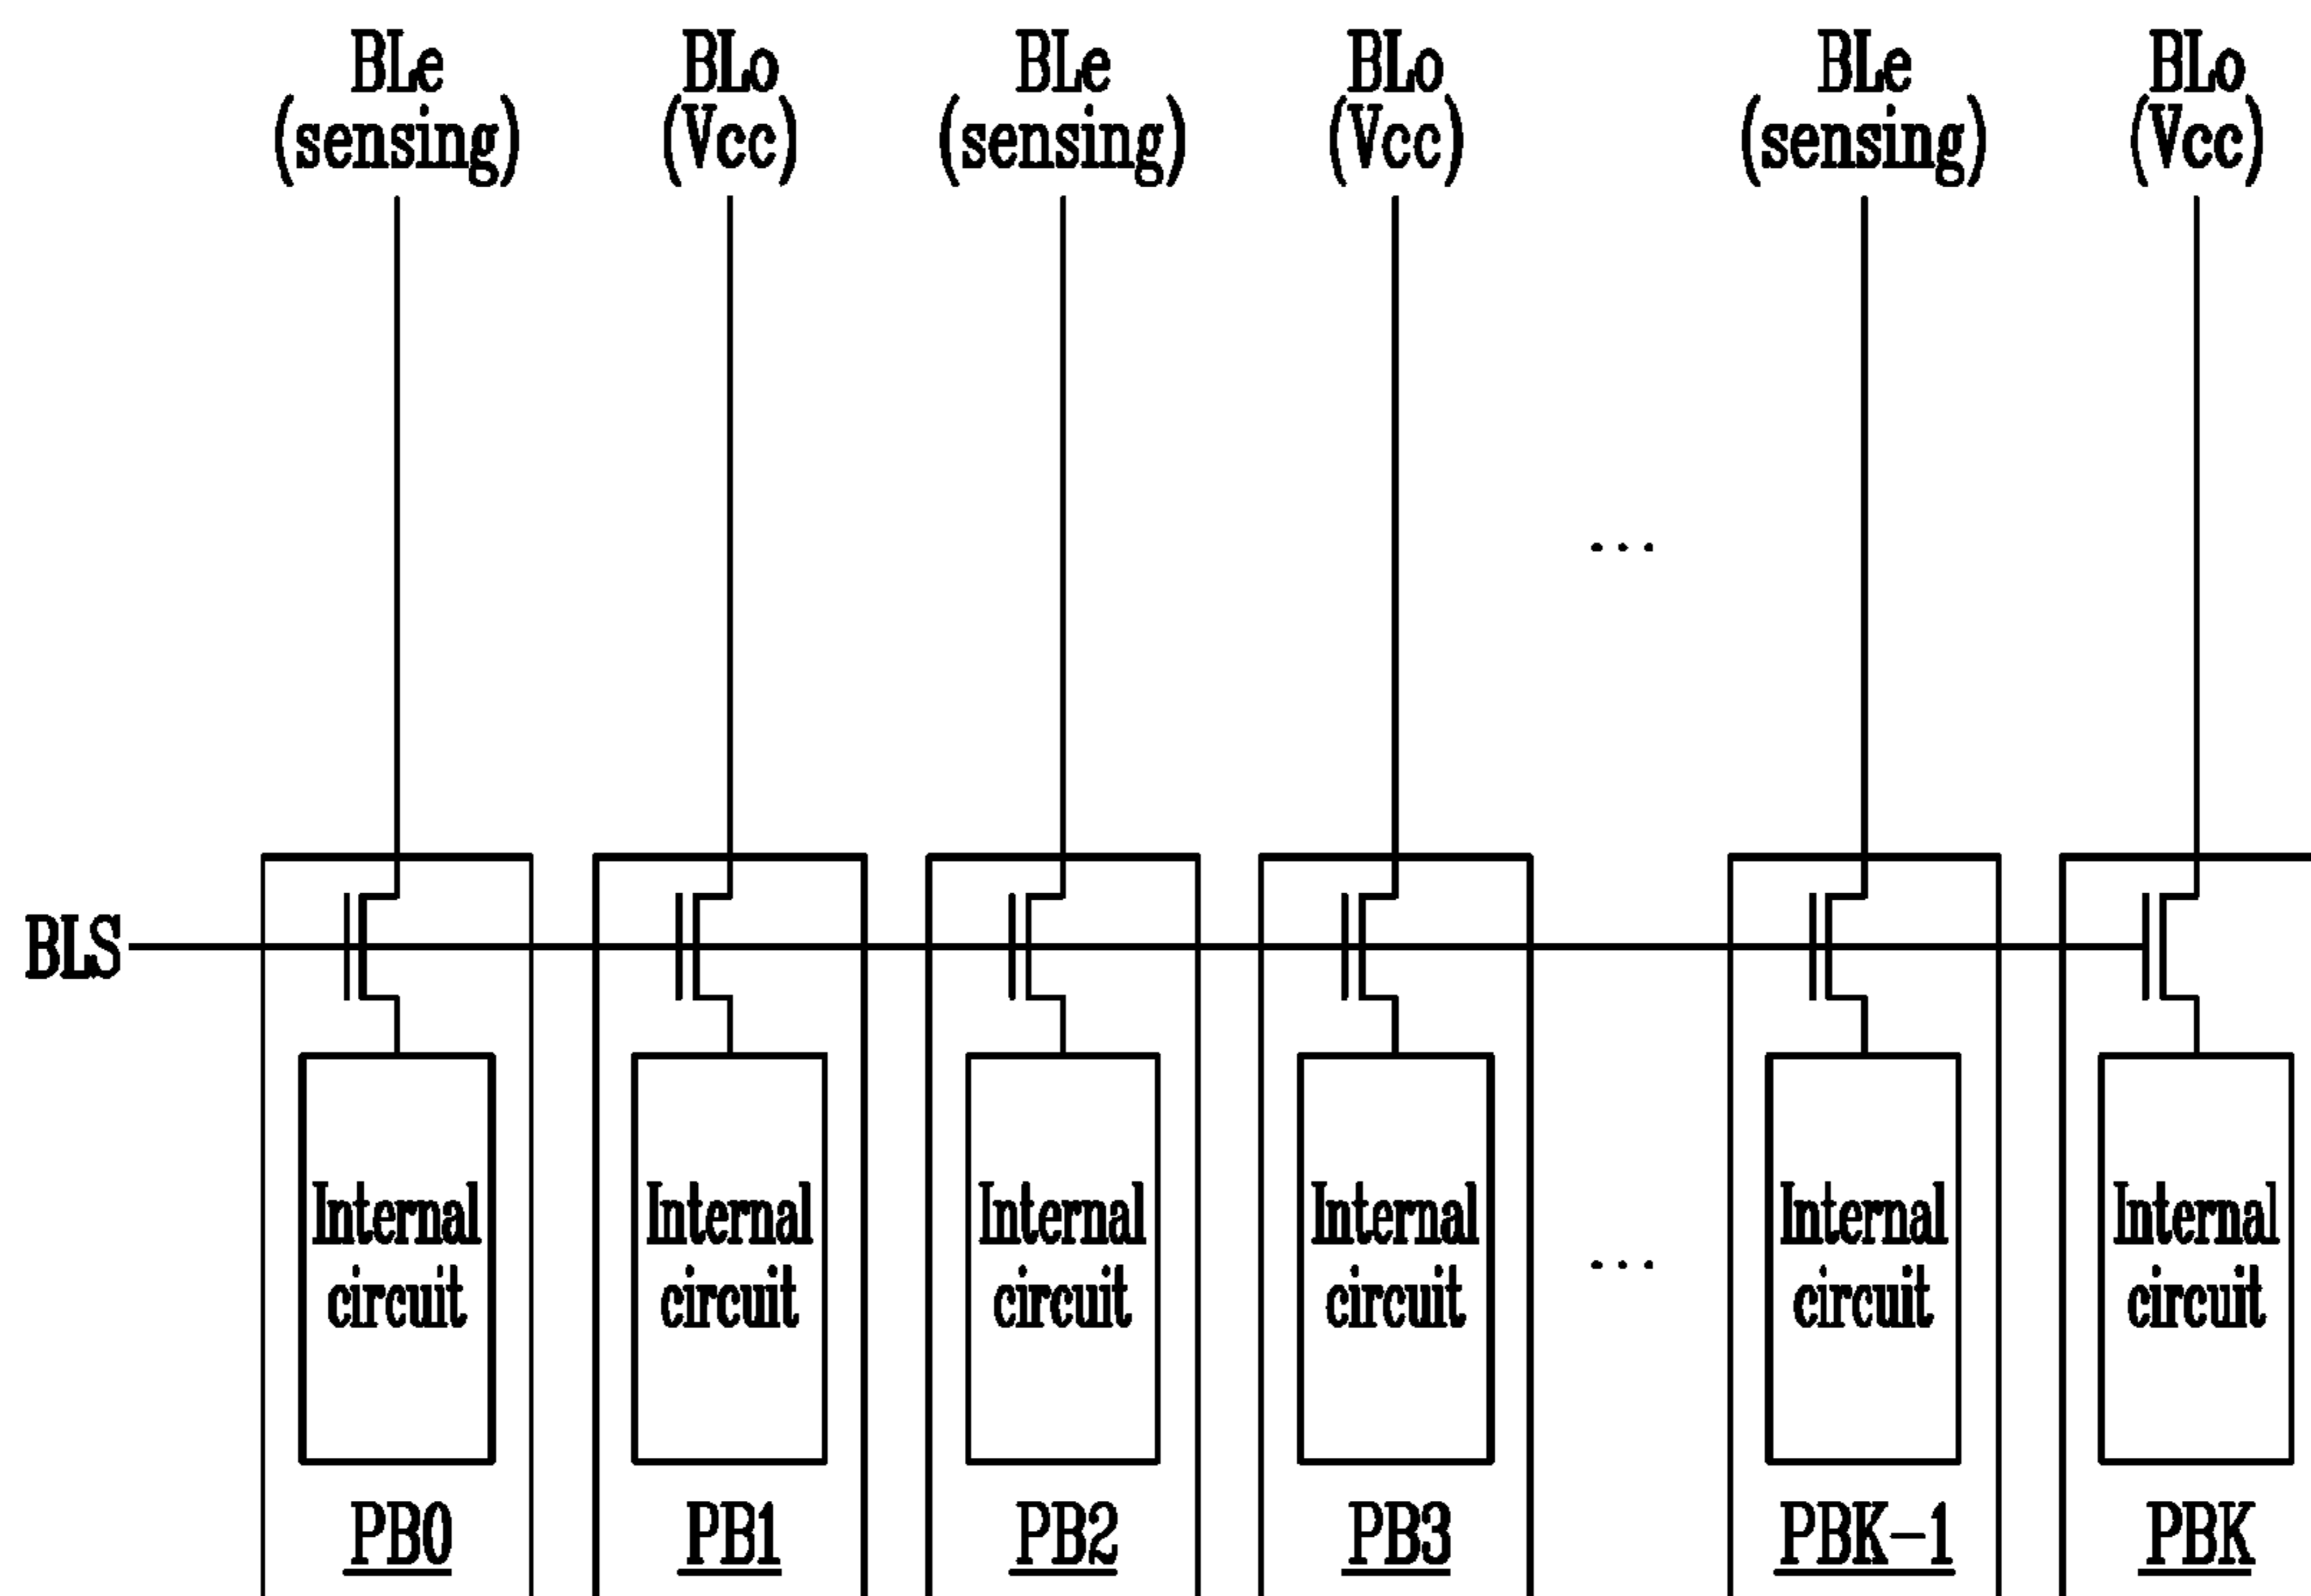 BLe BLo BLe BLo BLe BLo
(sensing) (Vcc) (sensing) (Vcc) (sensing) (Vcc)
...
BLS
Internal Internal Internal Internal Internal Internal
circuit circuit circuit circuit ... circuit circuit
PB0 PB1 PB2 PB3 PBK-1 PBK